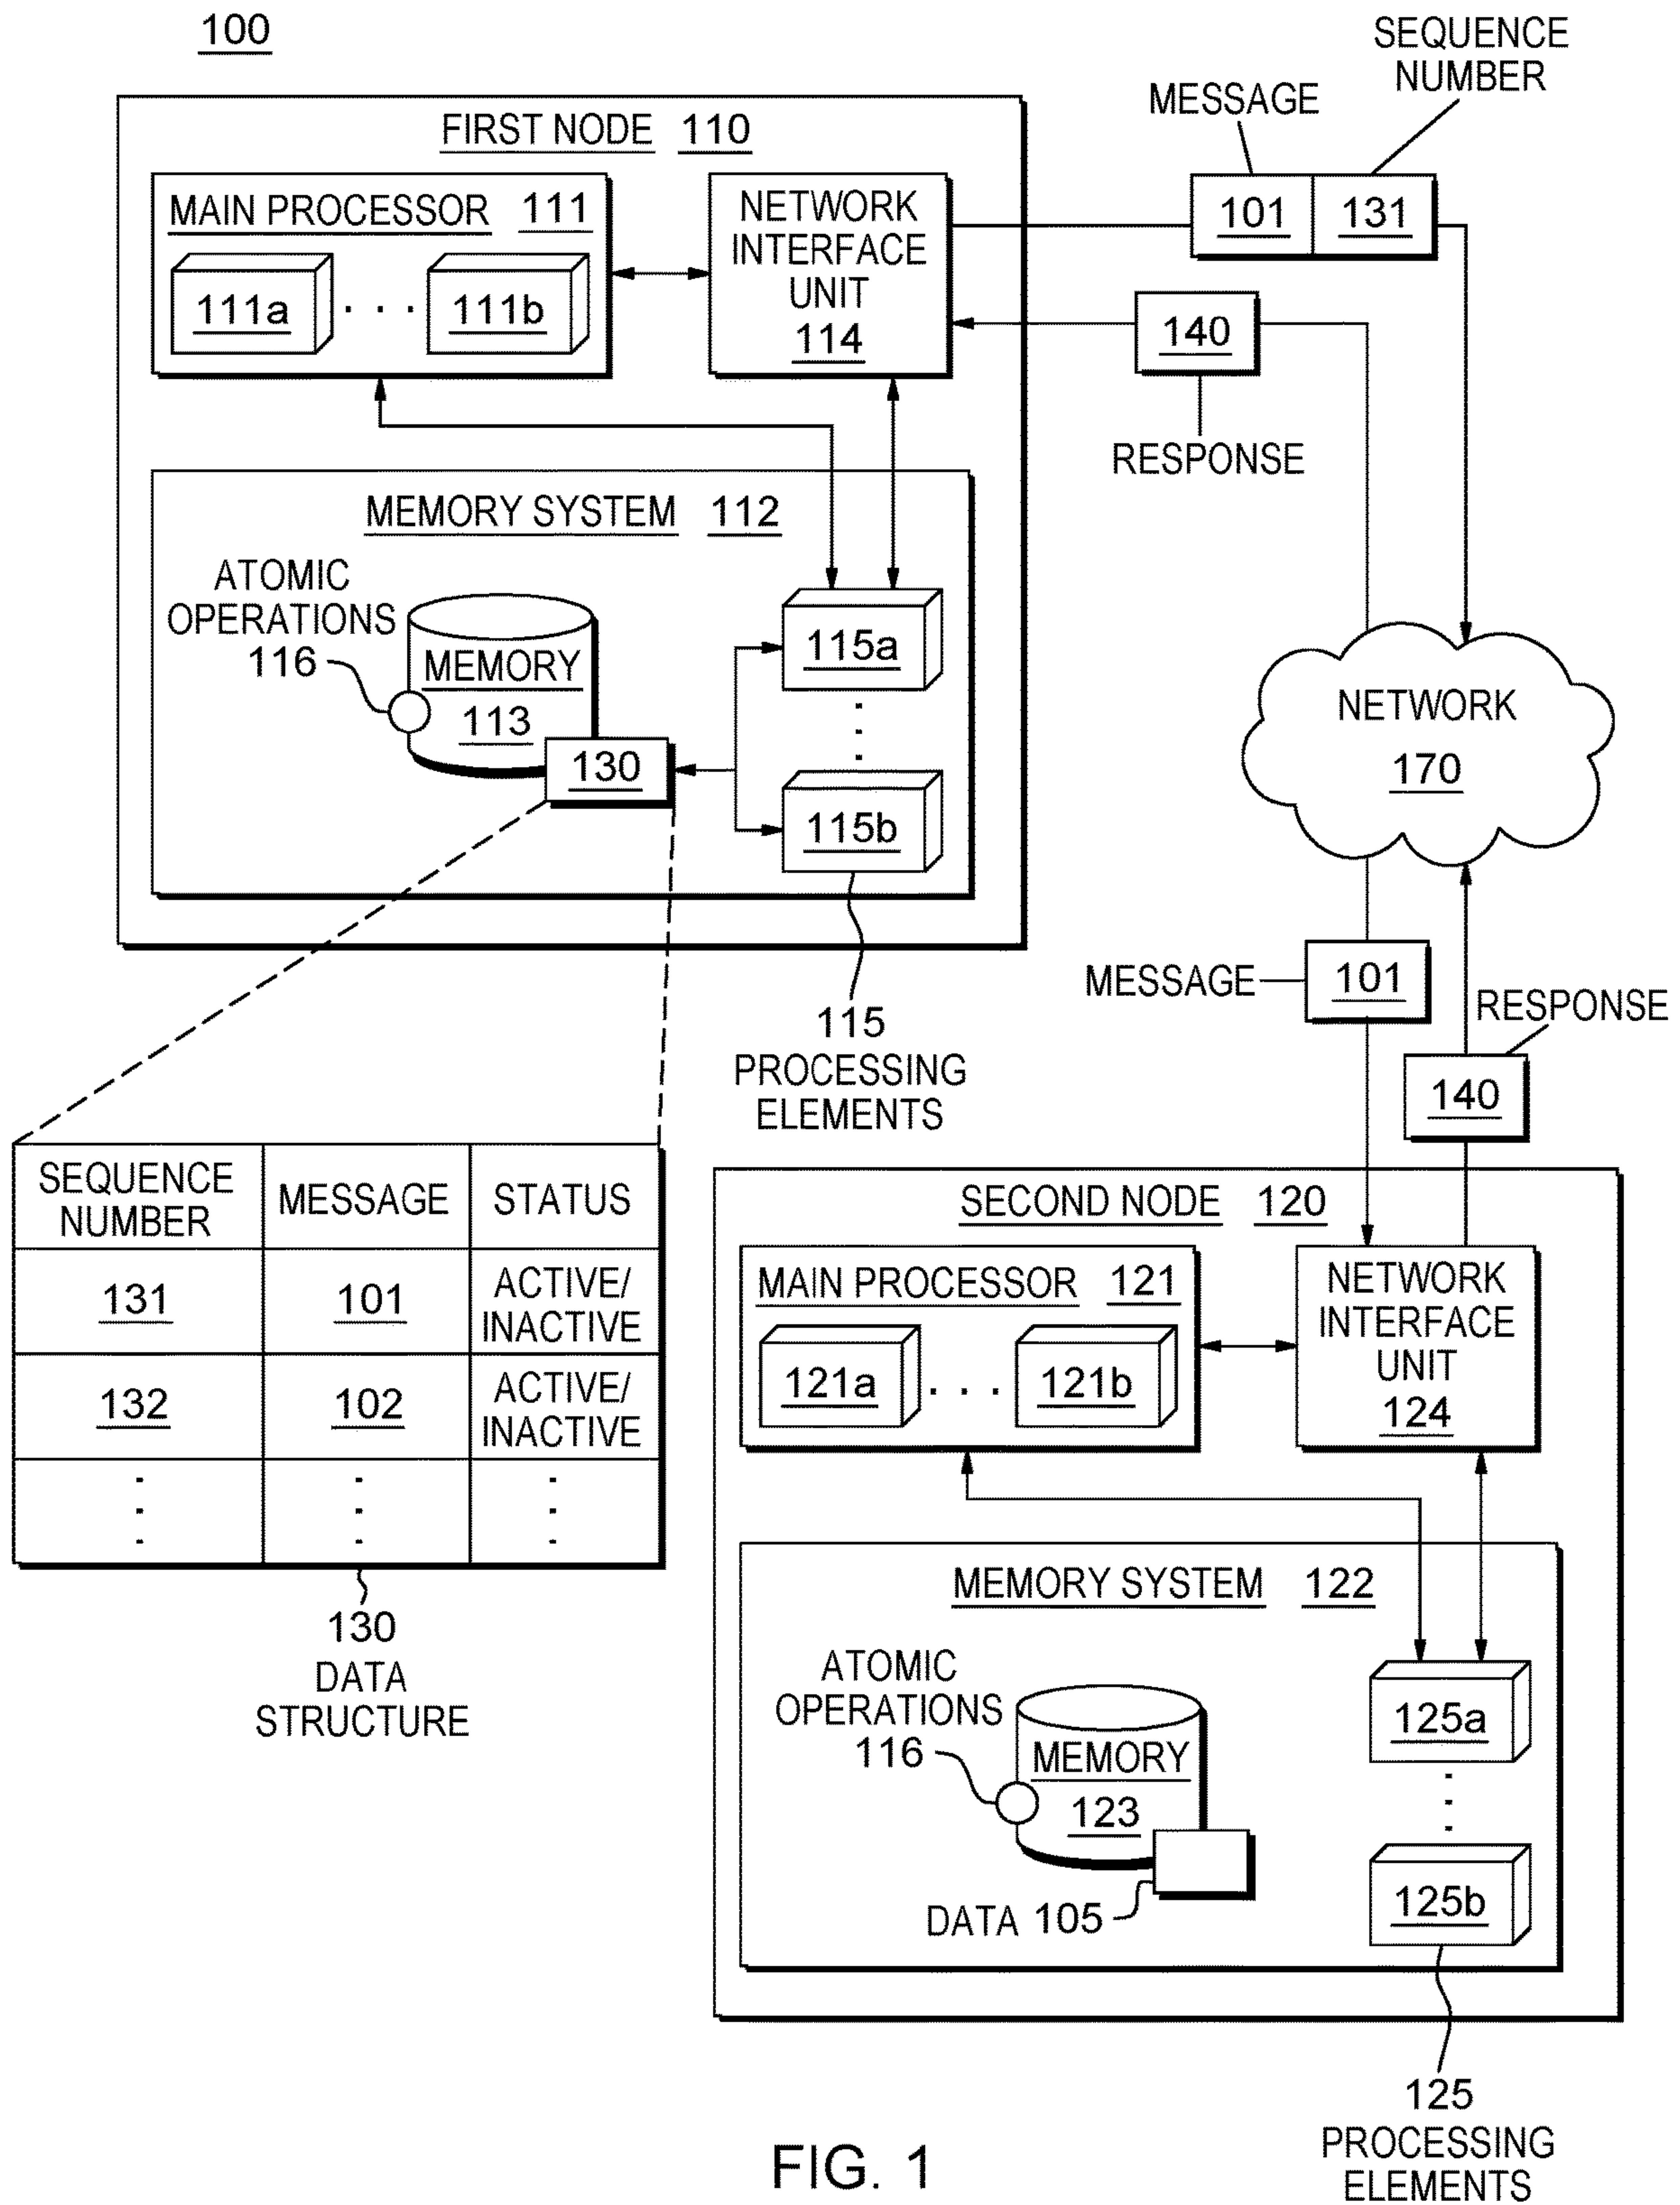 100
SEQUENCE
NUMBER
MESSAGE
101 131
FIRST NODE 110
MAIN PROCESSOR 111
111a . . . 111b
NETWORK
INTERFACE
UNIT
114
140
RESPONSE
MEMORY SYSTEM 112
ATOMIC
OPERATIONS
116
MEMORY
113
130
115a
115b
115
PROCESSING
ELEMENTS
NETWORK
170
MESSAGE
101
RESPONSE
140
SEQUENCE
NUMBER
MESSAGE
STATUS
131
101
ACTIVE/
INACTIVE
132
102
ACTIVE/
INACTIVE
130
DATA
STRUCTURE
SECOND NODE 120
MAIN PROCESSOR 121
121a . . . 121b
NETWORK
INTERFACE
UNIT
124
MEMORY SYSTEM 122
ATOMIC
OPERATIONS
116
MEMORY
123
DATA 105
125a
125b
125
PROCESSING
ELEMENTS
FIG. 1